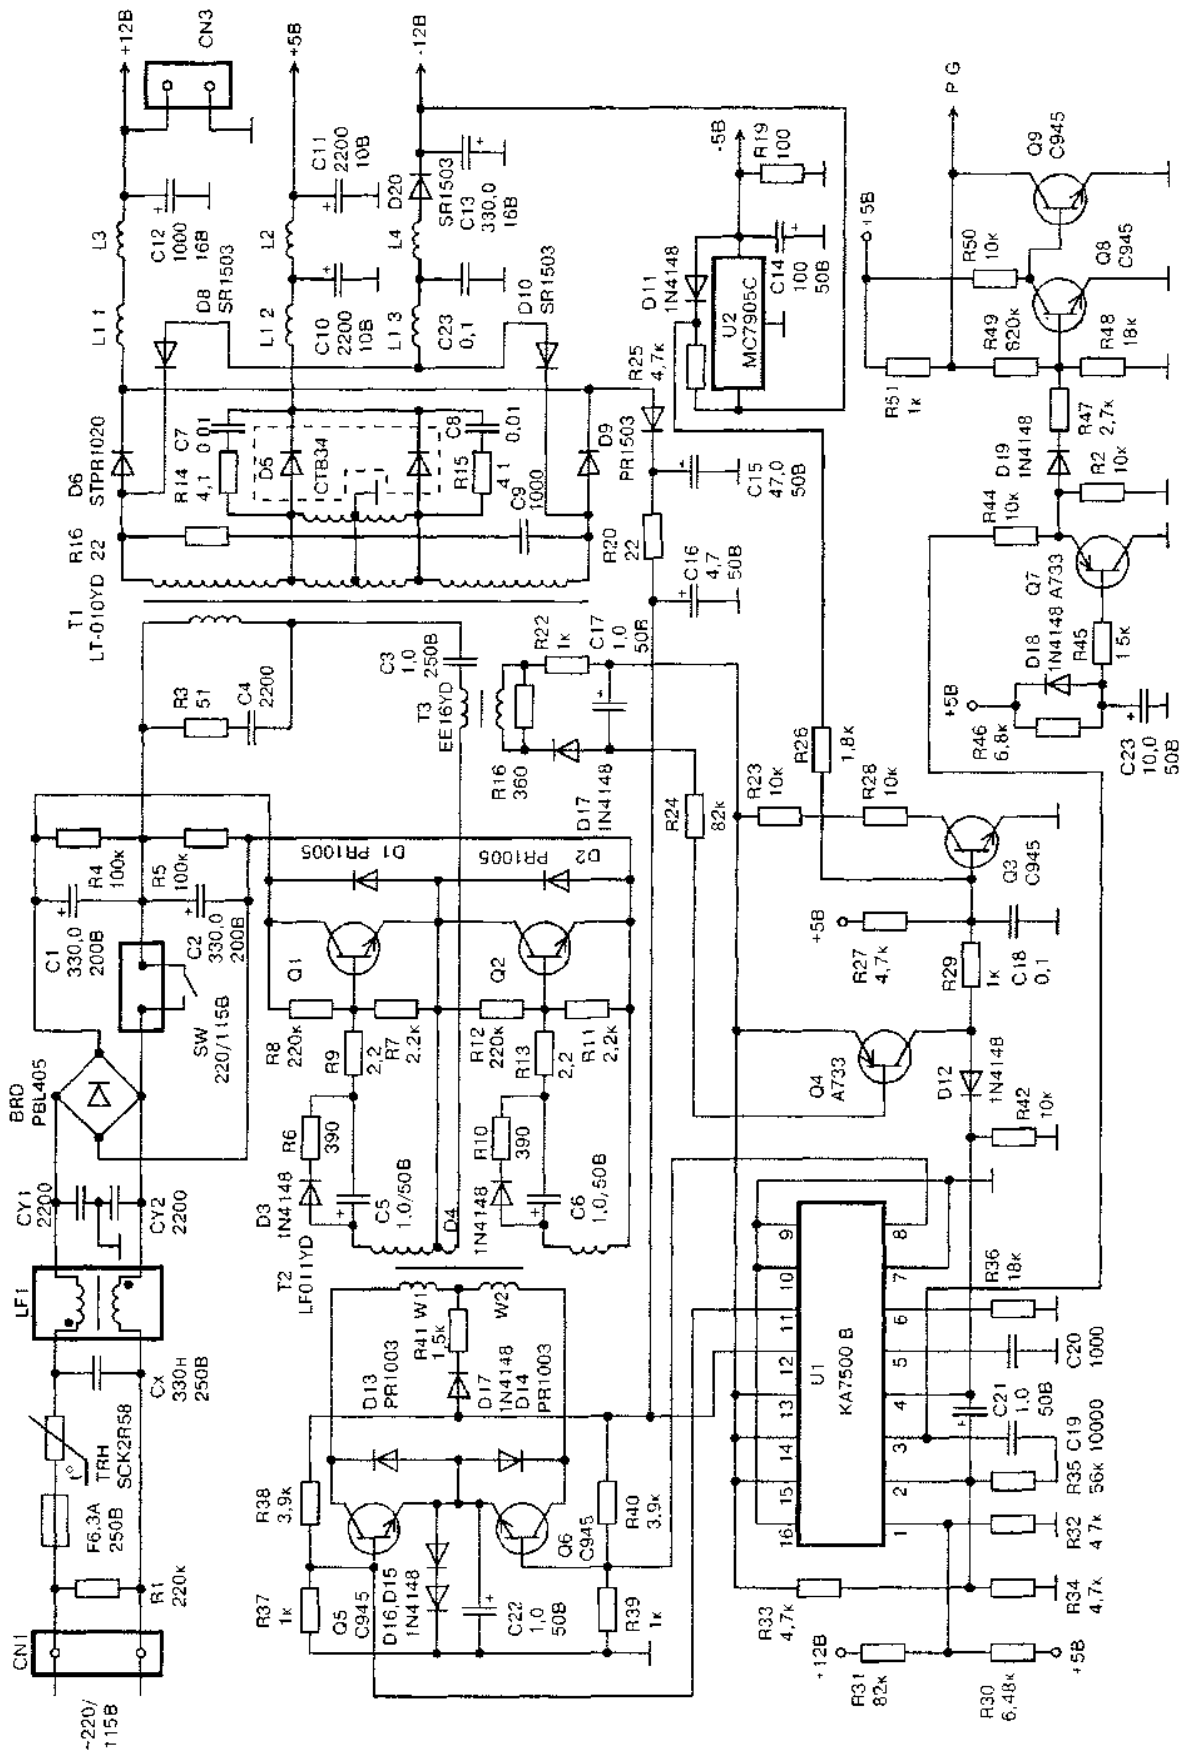 ~220/
115В
CN1
R1
220к
F6.3A
250В
t°
TRH
SCK2R58
Cx
330н
250В
LF1
CY1
2200
CY2
2200
BRD
PBL405
SW
220/115В
C1
330,0
200В
C2
330,0
200В
R4
100к
R5
100к
R3
51
C4
2200
T1
LT-010YD
R16
22
D6
STPR1020
R14
4,1
C7
0,01
D5
СТВ34
R15
4 1
C8
0,01
C9
1000
D9
PR1503
R20
22
D8
SR1503
D10
SR1503
L1 1
L3
C12
1000
16В
+12В
CN3
L1 2
L2
C10
2200
10В
C11
2200
10В
+5В
L1 3
L4
C23
0,1
D20
SR1503
C13
330,0
16В
-12В
R25
4,7к
D11
1N4148
U2
MC7905C
C14
100
50В
-5В
R19
100
C15
47,0
50В
C16
4,7
50В
C3
1,0
250В
T3
EE16YD
R16
360
R22
1к
C17
1,0
50В
D17
1N4148
R24
82к
R23
10к
R26
1,8к
R28
10к
Q3
C945
+5В
R27
4,7к
R29
1к
C18
0,1
Q4
A733
D12
1N4148
R42
10к
D1 PR1005
PR1005
D2
Q1
Q2
R8
220к
R9
2,2
R7
2.2к
R12
220к
R13
2,2
R11
2,2к
D3
1N4148
R6
390
C5
1,0/50В
D4
1N4148
R10
390
C6
1,0/50В
T2
LF011YD
W1
W2
R41
1,5к
D13
PR1003
D17
1N4148
D14
PR1003
R38
3,9к
R37
1к
Q5
C945
D16,D15
1N4148
C22
1,0
50В
Q6
C945
R40
3.9к
R39
1к
U1
KA7500 B
16 15 14 13 12 11 10 9
1 2 3 4 5 6 7 8
R33
4,7к
+12В
R31
82к
R30
6,48к
+5В
R34
4,7к
R32
4 7к
R35
56к
C19
10000
C21
1,0
50В
C20
1000
R36
18к
+5В
R46
6,8к
D18
1N4148
R45
1 5к
C23
10,0
50В
Q7
A733
R44
10к
R2
10к
D19
1N4148
R47
2,7к
R48
18к
R49
820к
R51
1к
+5В
R50
10к
Q8
C945
Q9
C945
P G